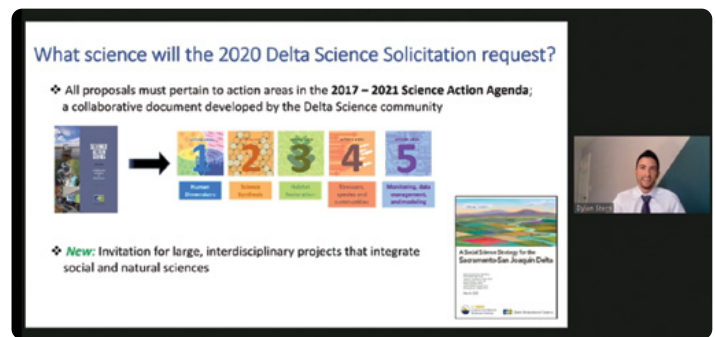 What science will the 2020 Delta Science Solicitation request?
❖ All proposals must pertain to action areas in the 2017 – 2021 Science Action Agenda;
a collaborative document developed by the Delta Science community
SCIENCE
ACTION
AGENDA
1 2 3 4 5
Human
Dimensions
Science
Synthesis
Habitat
Restoration
Stressors,
species and
communities
Monitoring, data
management,
and modeling
❖ New: Invitation for large, interdisciplinary projects that integrate
social and natural sciences
A Social Science Strategy for the
Sacramento-San Joaquin Delta
Dylan Stern